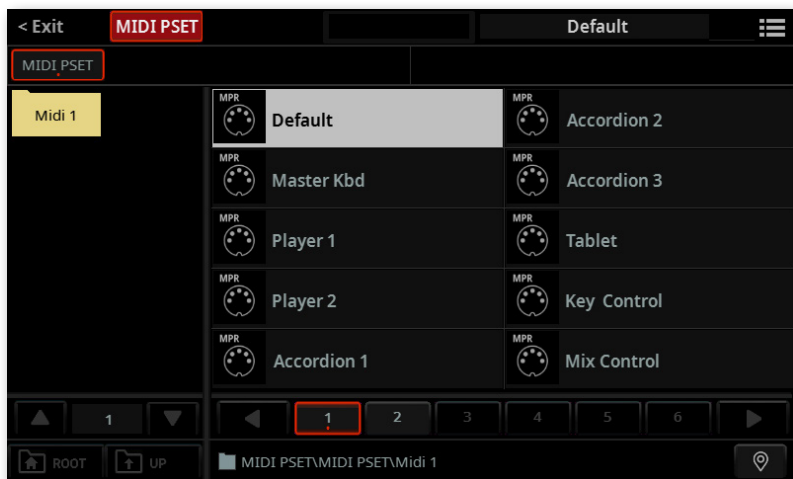 < Exit MIDI PSET Default
MIDI PSET
Midi 1
MPR Default MPR Accordion 2
MPR Master Kbd MPR Accordion 3
MPR Player 1 MPR Tablet
MPR Player 2 MPR Key Control
MPR Accordion 1 MPR Mix Control
1 1 2 3 4 5 6
ROOT UP MIDI PSET\MIDI PSET\Midi 1